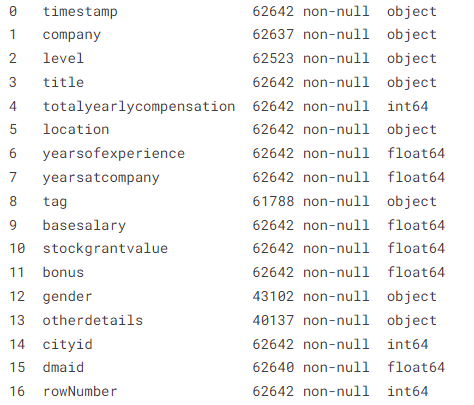 0 timestamp 62642 non-null object
1 company 62637 non-null object
2 level 62523 non-null object
3 title 62642 non-null object
4 totalyearlycompensation 62642 non-null int64
5 location 62642 non-null object
6 yearsofexperience 62642 non-null float64
7 yearsatcompany 62642 non-null float64
8 tag 61788 non-null object
9 basesalary 62642 non-null float64
10 stockgrantvalue 62642 non-null float64
11 bonus 62642 non-null float64
12 gender 43102 non-null object
13 otherdetails 40137 non-null object
14 cityid 62642 non-null int64
15 dmaid 62640 non-null float64
16 rowNumber 62642 non-null int64